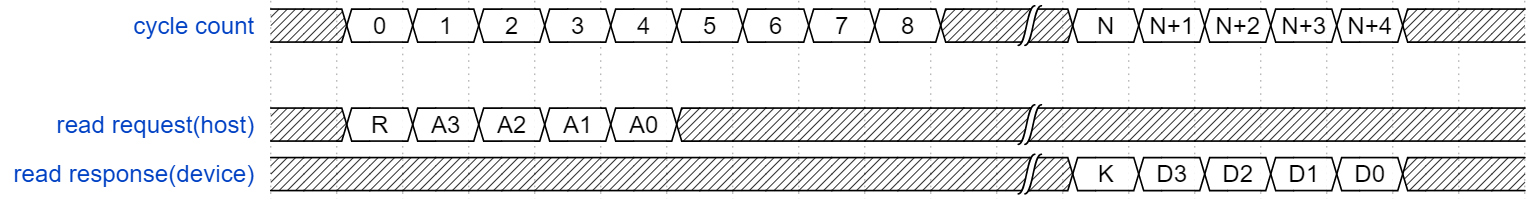 cycle count 0 1 2 3 4 5 6 7 8 N N+1 N+2 N+3 N+4
read request(host) R A3 A2 A1 A0
read response(device) K D3 D2 D1 D0